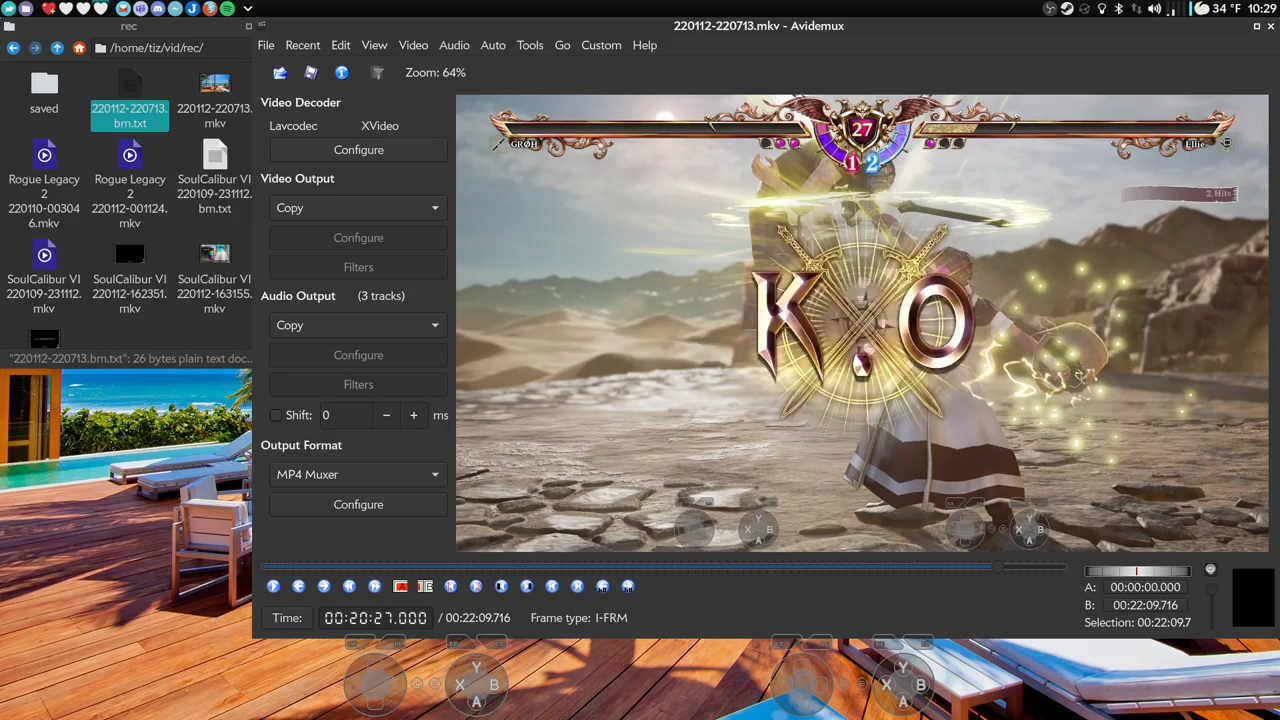 34 °F
10:29
rec
220112-220713.mkv - Avidemux
/home/tiz/vid/rec/
File Recent Edit View Video Audio Auto Tools Go Custom Help
Zoom: 64%
saved
220112-220713.
bm.txt
220112-220713.
mkv
Rogue Legacy
2
220110-00304
6.mkv
Rogue Legacy
2
220112-001124.
mkv
SoulCalibur VI
220109-231112.
bm.txt
SoulCalibur VI
220109-231112.
mkv
SoulCalibur VI
220112-162351.
mkv
SoulCalibur VI
220112-163155.
mkv
"220112-220713.bm.txt": 26 bytes plain text doc...
Video Decoder
Lavcodec XVideo
Configure
Video Output
Copy
Configure
Filters
Audio Output (3 tracks)
Copy
Configure
Filters
Shift: 0 − + ms
Output Format
MP4 Muxer
Configure
27
GRØH
Ellie
1 2
2 Hits
K.O
Y
X B
A
Y
X B
A
Time: 00:20:27.000 / 00:22:09.716 Frame type: I-FRM
A: 00:00:00.000
B: 00:22:09.716
Selection: 00:22:09.7
Y
X B
A
Y
X B
A